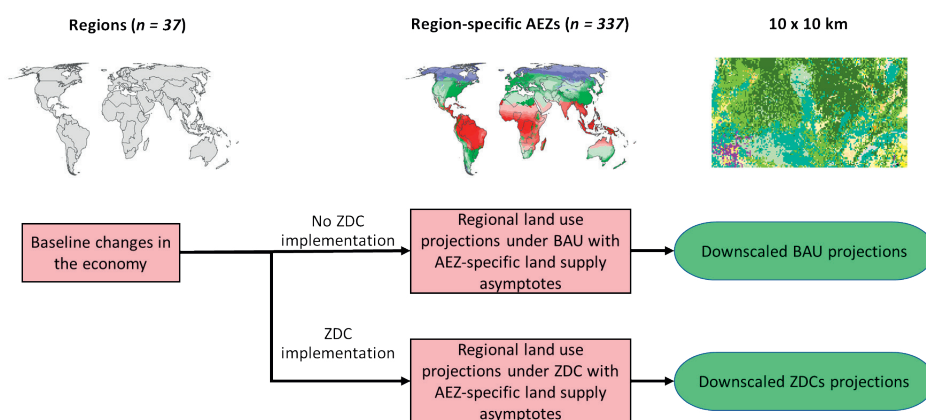 Regions (n = 37)
Region-specific AEZs (n = 337)
10 x 10 km
Baseline changes in
the economy
No ZDC
implementation
Regional land use
projections under BAU with
AEZ-specific land supply
asymptotes
Downscaled BAU projections
ZDC
implementation
Regional land use
projections under ZDC with
AEZ-specific land supply
asymptotes
Downscaled ZDCs projections